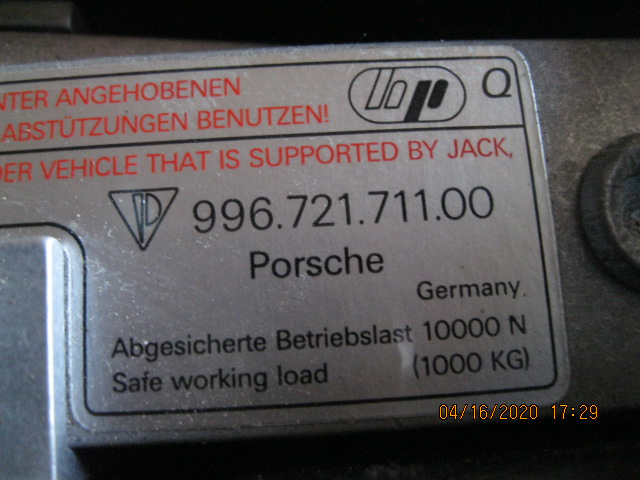 NTER ANGEHOBENEN
ABSTÜTZUNGEN BENUTZEN!
hp Q
DER VEHICLE THAT IS SUPPORTED BY JACK,
996.721.711.00
Porsche
Germany.
Abgesicherte Betriebslast 10000 N
Safe working load (1000 KG)
04/16/2020 17:29